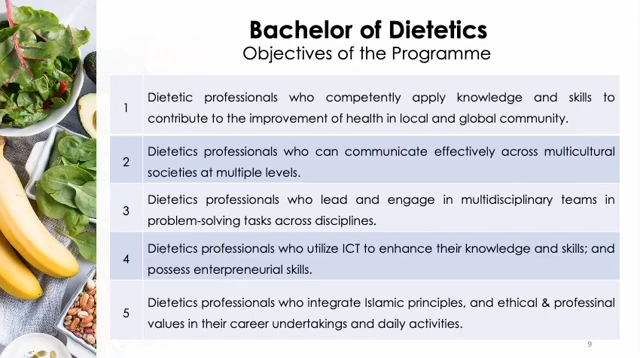 Bachelor of Dietetics
Objectives of the Programme
1
Dietetic professionals who competently apply knowledge and skills to
contribute to the improvement of health in local and global community.
2
Dietetics professionals who can communicate effectively across multicultural
societies at multiple levels.
3
Dietetics professionals who lead and engage in multidisciplinary teams in
problem-solving tasks across disciplines.
4
Dietetics professionals who utilize ICT to enhance their knowledge and skills; and
possess enterpreneurial skills.
5
Dietetics professionals who integrate Islamic principles, and ethical & professinal
values in their career undertakings and daily activities.
9